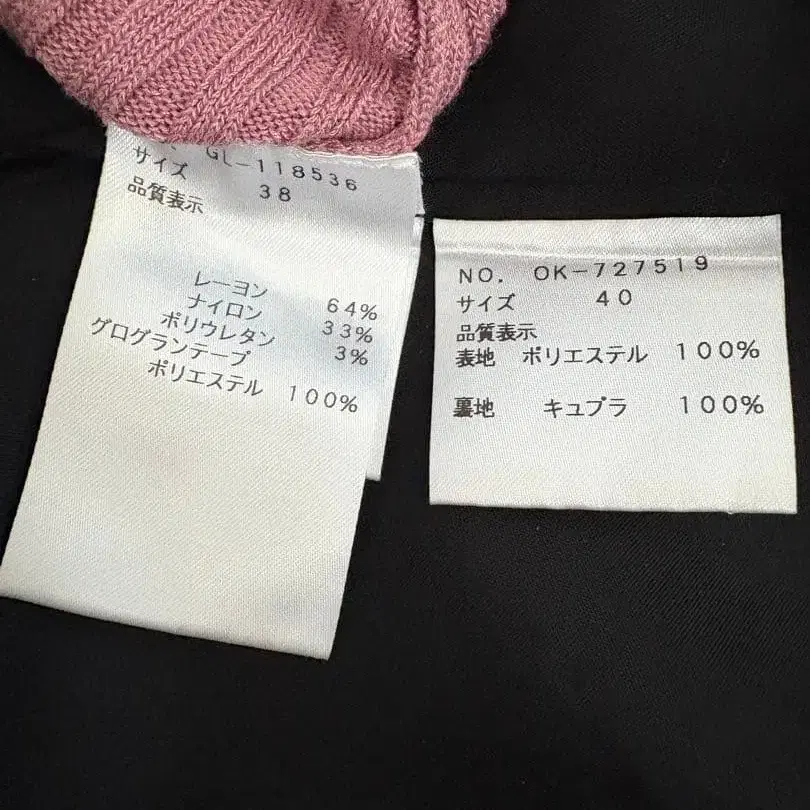 GL-118536
サイズ 38
品質表示
レーヨン 64%
ナイロン 33%
ポリウレタン 3%
グログランテープ
ポリエステル 100%
NO. OK-727519
サイズ 40
品質表示
表地 ポリエステル 100%
裏地 キュプラ 100%